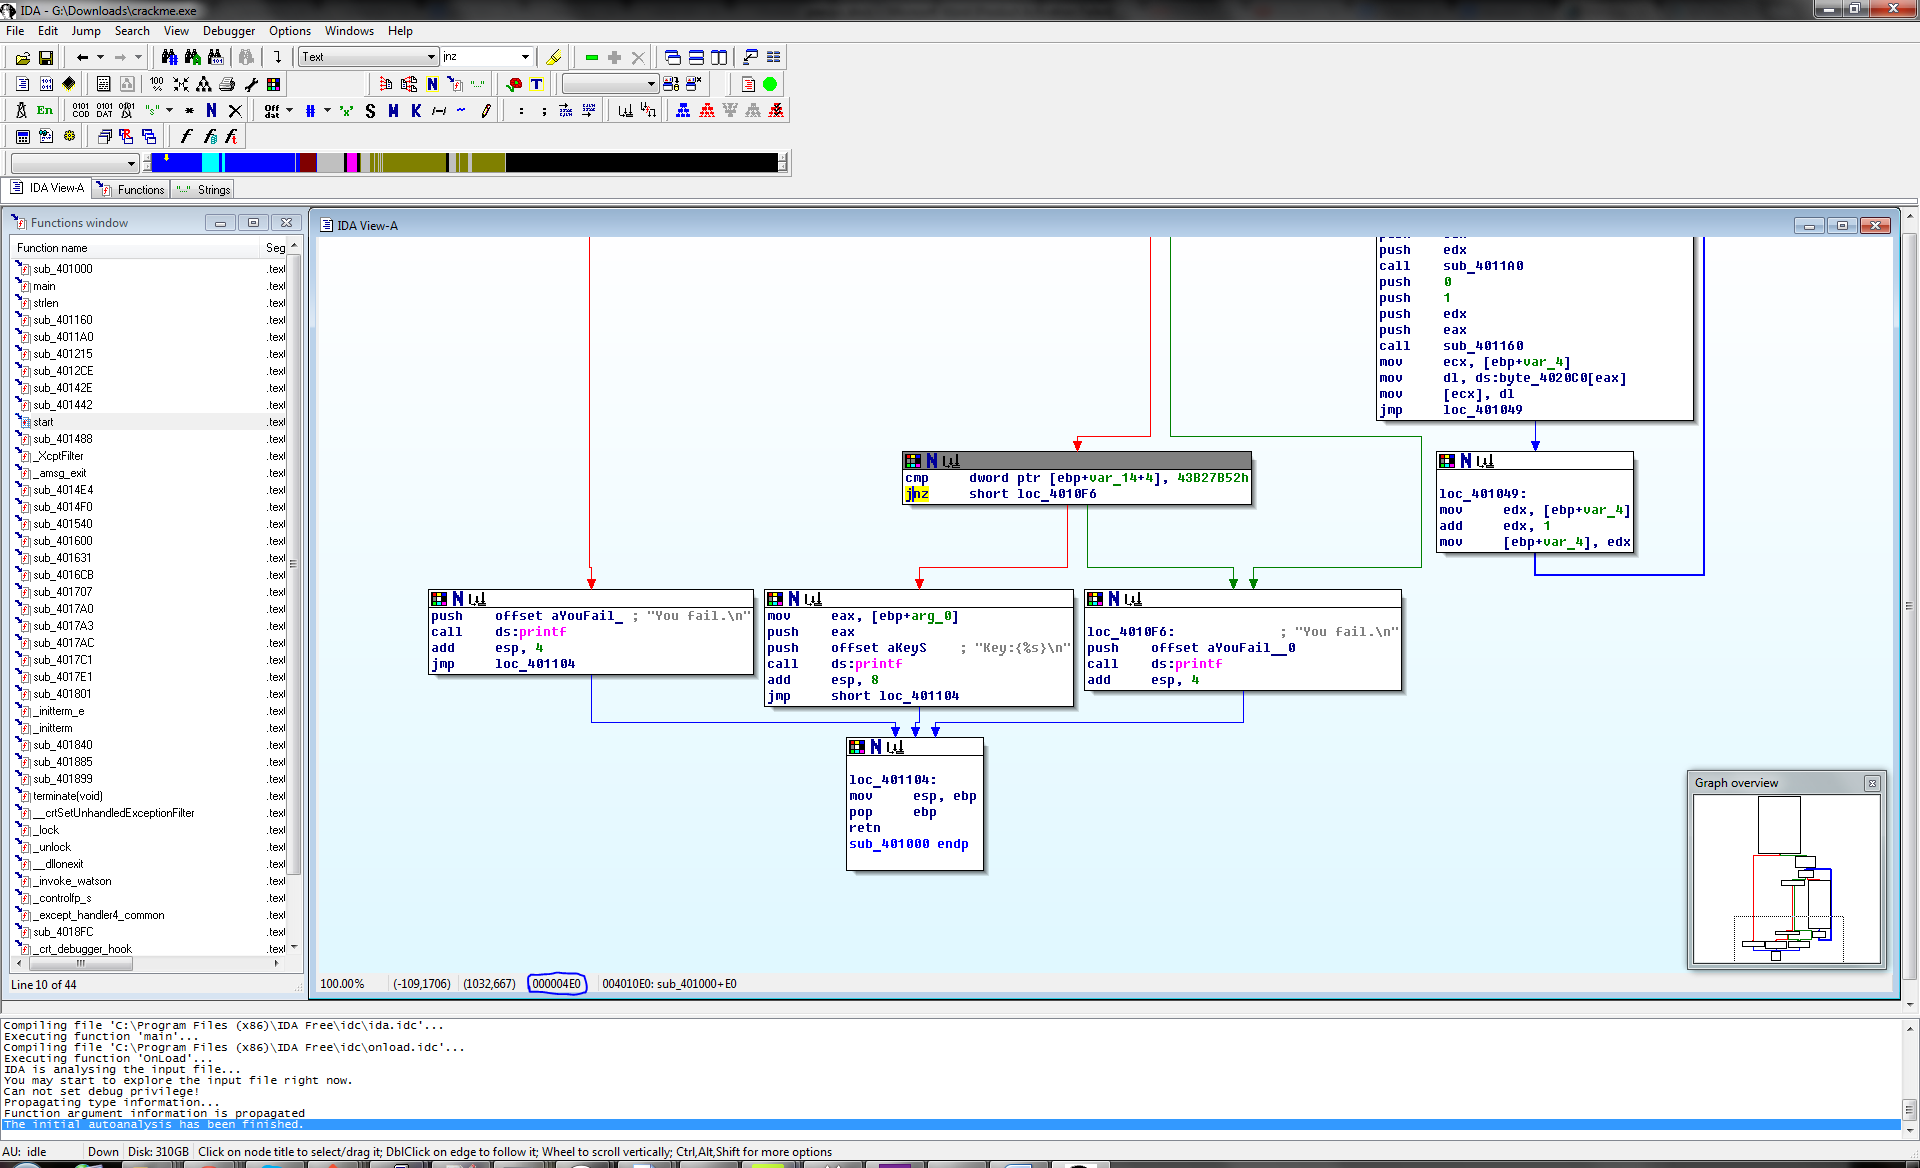 IDA - G:\Downloads\crackme.exe
File Edit Jump Search View Debugger Options Windows Help
Text jnz
IDA View-A Functions Strings
Functions window
Function name Seg
sub_401000 .text
main .text
strlen .text
sub_401160 .text
sub_4011A0 .text
sub_401215 .text
sub_4012CE .text
sub_40142E .text
sub_401442 .text
start .text
sub_401488 .text
_XcptFilter .text
_amsg_exit .text
sub_4014E4 .text
sub_4014F0 .text
sub_401540 .text
sub_401600 .text
sub_401631 .text
sub_4016CB .text
sub_401707 .text
sub_4017A0 .text
sub_4017A3 .text
sub_4017AC .text
sub_4017C1 .text
sub_4017E1 .text
sub_401801 .text
_initterm_e .text
_initterm .text
sub_401840 .text
sub_401885 .text
sub_401899 .text
terminate(void) .text
__crtSetUnhandledExceptionFilter .text
_lock .text
_unlock .text
__dllonexit .text
_invoke_watson .text
_controlfp_s .text
_except_handler4_common .text
sub_4018FC .text
_crt_debugger_hook .text
Line 10 of 44
IDA View-A
push edx
call sub_4011A0
push 0
push 1
push edx
push eax
call sub_401160
mov ecx, [ebp+var_4]
mov dl, ds:byte_4020C0[eax]
mov [ecx], dl
jmp loc_401049
cmp dword ptr [ebp+var_14+4], 43B27B52h
jnz short loc_4010F6
loc_401049:
mov edx, [ebp+var_4]
add edx, 1
mov [ebp+var_4], edx
push offset aYouFail_ ; "You fail.\n"
call ds:printf
add esp, 4
jmp loc_401104
mov eax, [ebp+arg_0]
push eax
push offset aKeyS ; "Key:{%s}\n"
call ds:printf
add esp, 8
jmp short loc_401104
loc_4010F6: ; "You fail.\n"
push offset aYouFail__0
call ds:printf
add esp, 4
loc_401104:
mov esp, ebp
pop ebp
retn
sub_401000 endp
Graph overview
100.00% (-109,1706) (1032,667) 000004E0 004010E0: sub_401000+E0
Compiling file 'C:\Program Files (x86)\IDA Free\idc\ida.idc'...
Executing function 'main'...
Compiling file 'C:\Program Files (x86)\IDA Free\idc\onload.idc'...
Executing function 'OnLoad'...
IDA is analysing the input file...
You may start to explore the input file right now.
Can not set debug privilege!
Propagating type information...
Function argument information is propagated
The initial autoanalysis has been finished.
AU: idle Down Disk: 310GB Click on node title to select/drag it; DblClick on edge to follow it; Wheel to scroll vertically; Ctrl,Alt,Shift for more options